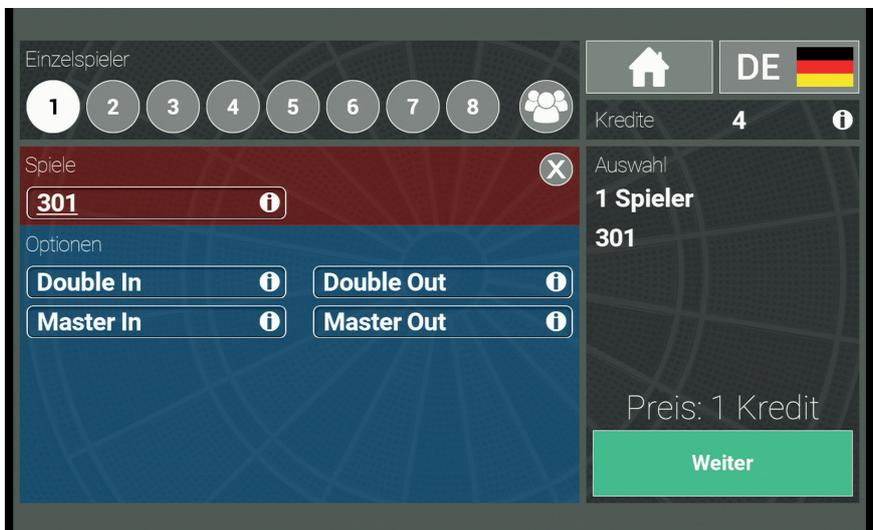 Einzelspieler
1 2 3 4 5 6 7 8
DE
Kredite 4 i
Spiele X
301 i
Optionen
Double In i Double Out i
Master In i Master Out i
Auswahl
1 Spieler
301
Preis: 1 Kredit
Weiter